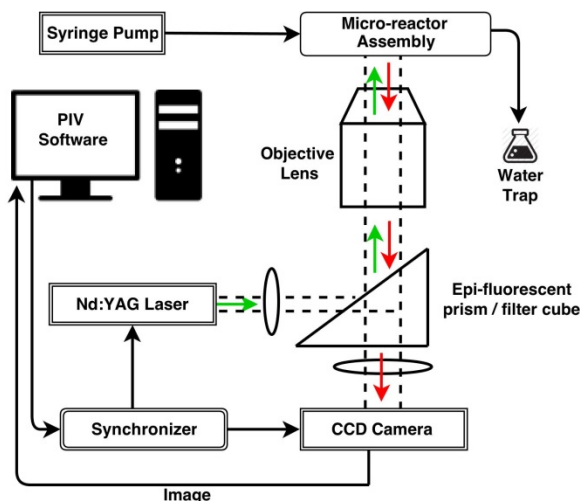 Syringe Pump
Micro-reactor
Assembly
PIV
Software
Objective
Lens
Water
Trap
Nd:YAG Laser
Epi-fluorescent
prism / filter cube
Synchronizer
CCD Camera
Image